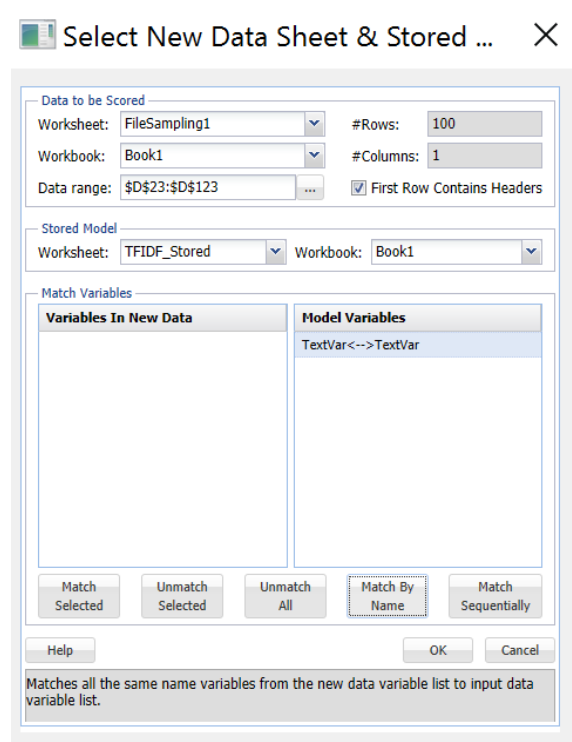 Select New Data Sheet & Stored ...
Data to be Scored
Worksheet: FileSampling1 #Rows: 100
Workbook: Book1 #Columns: 1
Data range: $D$23:$D$123 ... First Row Contains Headers
Stored Model
Worksheet: TFIDF_Stored Workbook: Book1
Match Variables
Variables In New Data Model Variables
TextVar<-->TextVar
Match Selected Unmatch Selected Unmatch All Match By Name Match Sequentially
Help OK Cancel
Matches all the same name variables from the new data variable list to input data
variable list.